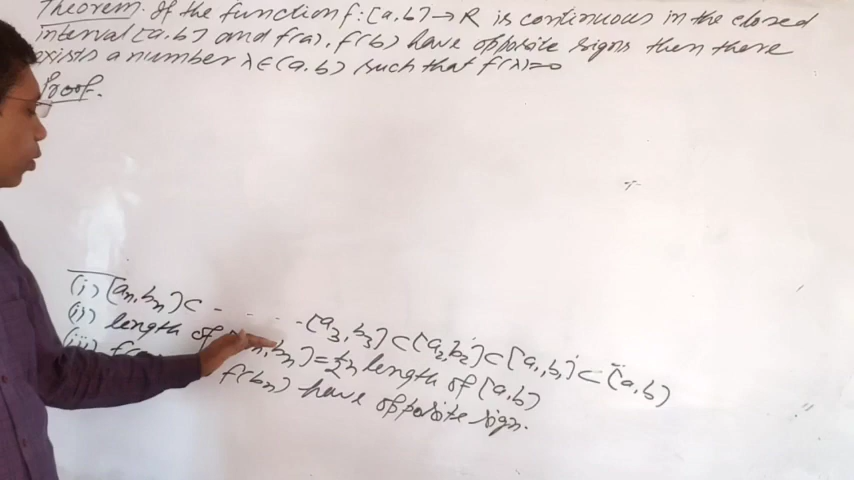 Theorem. If the function f: [a,b] → R is continuous in the closed
interval [a,b] and f(a), f(b) have opposite signs then there
exists a number λ∈(a,b) such that f(λ)=0
Proof.
(i) [aₙ,bₙ] ⊂ - - - - [a₃,b₃] ⊂ [a₂,b₂] ⊂ [a₁,b₁] ⊂ [a,b]
(ii) length of bₙ] = 1/2ⁿ length of [a,b]
(iii) f(bₙ) have opposite sign.